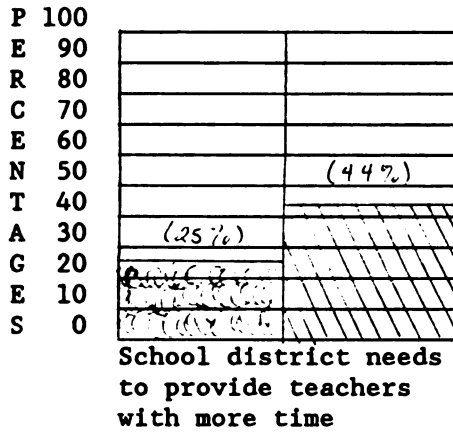 P 100
E 90
R 80
C 70
E 60
N 50 (44%)
T 40
A 30 (25%)
G 20
E 10
S 0
School district needs
to provide teachers
with more time